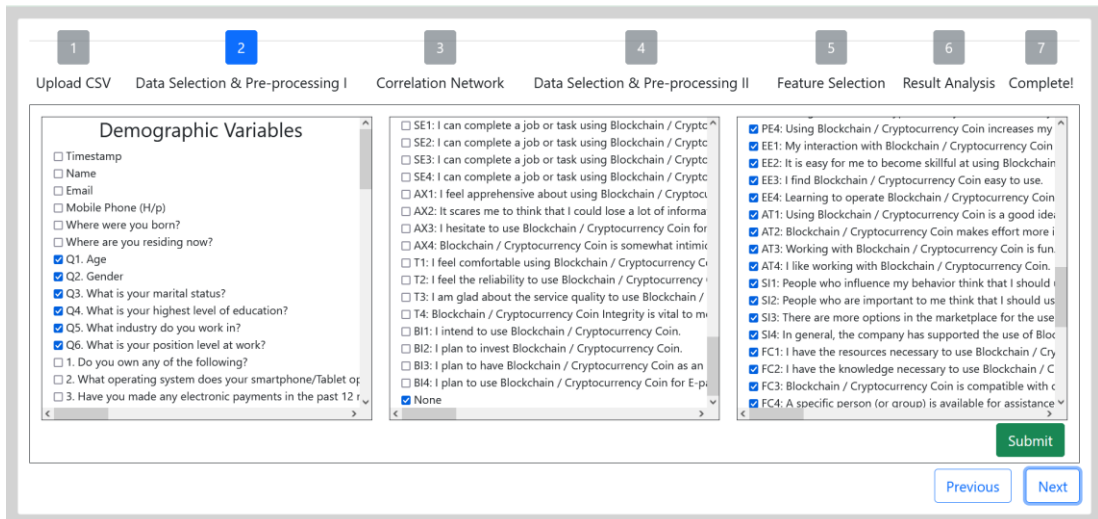 1 2 3 4 5 6 7
Upload CSV Data Selection & Pre-processing I Correlation Network Data Selection & Pre-processing II Feature Selection Result Analysis Complete!
Demographic Variables
Timestamp
Name
Email
Mobile Phone (H/p)
Where were you born?
Where are you residing now?
Q1. Age
Q2. Gender
Q3. What is your marital status?
Q4. What is your highest level of education?
Q5. What industry do you work in?
Q6. What is your position level at work?
1. Do you own any of the following?
2. What operating system does your smartphone/Tablet op
3. Have you made any electronic payments in the past 12
SE1: I can complete a job or task using Blockchain / Crypto
SE2: I can complete a job or task using Blockchain / Crypto
SE3: I can complete a job or task using Blockchain / Crypto
SE4: I can complete a job or task using Blockchain / Crypto
AX1: I feel apprehensive about using Blockchain / Cryptocu
AX2: It scares me to think that I could lose a lot of informa
AX3: I hesitate to use Blockchain / Cryptocurrency Coin for
AX4: Blockchain / Cryptocurrency Coin is somewhat intimic
T1: I feel comfortable using Blockchain / Cryptocurrency C
T2: I feel the reliability to use Blockchain / Cryptocurrency
T3: I am glad about the service quality to use Blockchain /
T4: Blockchain / Cryptocurrency Coin Integrity is vital to m
BI1: I intend to use Blockchain / Cryptocurrency Coin.
BI2: I plan to invest Blockchain / Cryptocurrency Coin.
BI3: I plan to have Blockchain / Cryptocurrency Coin as an
BI4: I plan to use Blockchain / Cryptocurrency Coin for E-p
None
PE4: Using Blockchain / Cryptocurrency Coin increases my
EE1: My interaction with Blockchain / Cryptocurrency Coin
EE2: It is easy for me to become skillful at using Blockchain
EE3: I find Blockchain / Cryptocurrency Coin easy to use.
EE4: Learning to operate Blockchain / Cryptocurrency Coin
AT1: Using Blockchain / Cryptocurrency Coin is a good ide
AT2: Blockchain / Cryptocurrency Coin makes effort more i
AT3: Working with Blockchain / Cryptocurrency Coin is fun.
AT4: I like working with Blockchain / Cryptocurrency Coin.
SI1: People who influence my behavior think that I should
SI2: People who are important to me think that I should us
SI3: There are more options in the marketplace for the use
SI4: In general, the company has supported the use of Bloc
FC1: I have the resources necessary to use Blockchain / Cry
FC2: I have the knowledge necessary to use Blockchain / C
FC3: Blockchain / Cryptocurrency Coin is compatible with
FC4: A specific person (or group) is available for assistance
Submit
Previous Next